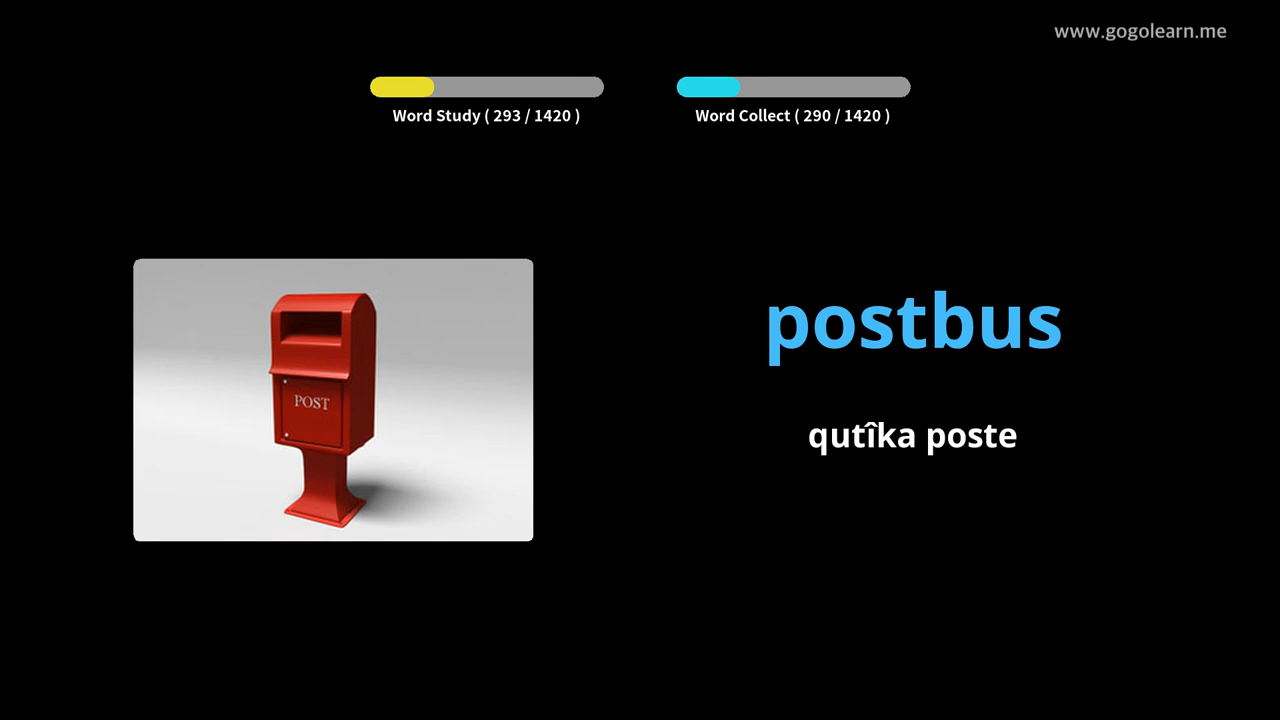 www.gogolearn.me
Word Study ( 293 / 1420 )
Word Collect ( 290 / 1420 )
POST
postbus
qutîka poste